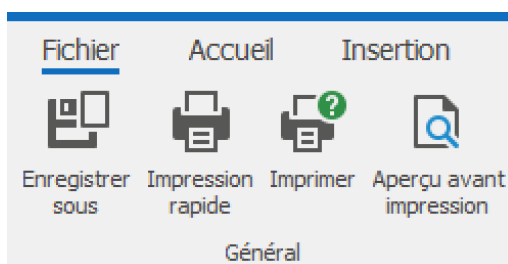 Fichier Accueil Insertion
Enregistrer sous
Impression rapide
Imprimer
Aperçu avant impression
Général